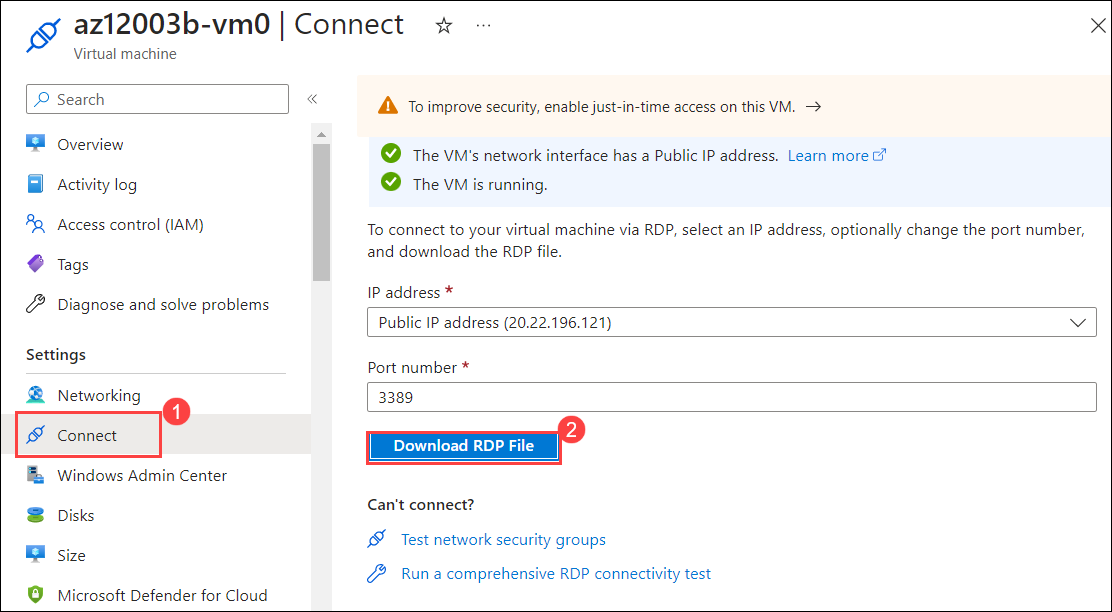 az12003b-vm0 | Connect
Virtual machine
Search
Overview
Activity log
Access control (IAM)
Tags
Diagnose and solve problems
Settings
Networking
Connect
1
Windows Admin Center
Disks
Size
Microsoft Defender for Cloud
To improve security, enable just-in-time access on this VM. →
The VM's network interface has a Public IP address. Learn more
The VM is running.
To connect to your virtual machine via RDP, select an IP address, optionally change the port number,
and download the RDP file.
IP address *
Public IP address (20.22.196.121)
Port number *
3389
Download RDP File
2
Can't connect?
Test network security groups
Run a comprehensive RDP connectivity test